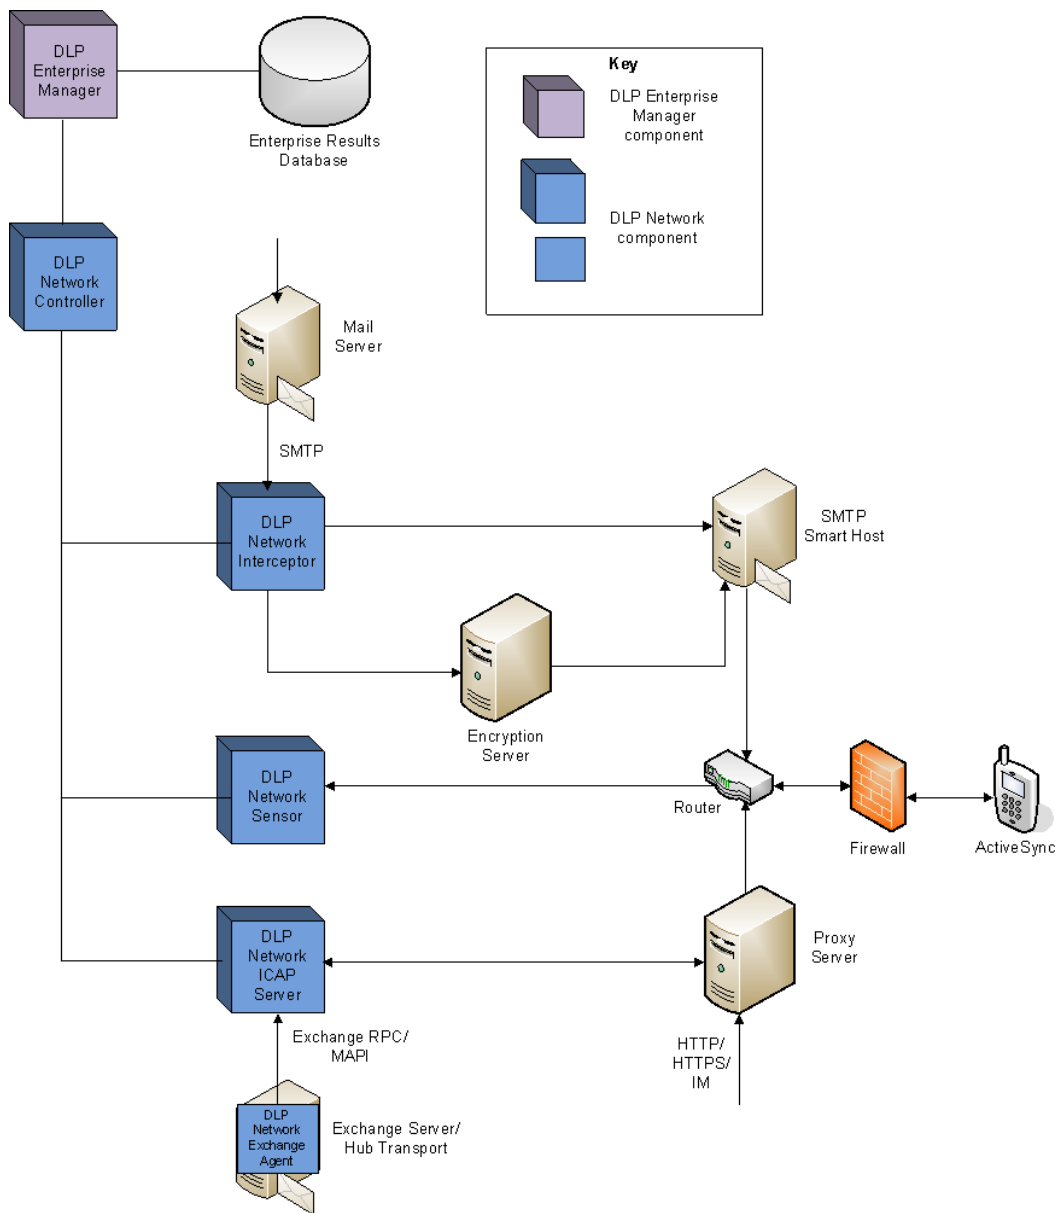 DLP
Enterprise
Manager
Enterprise Results
Database
Key
DLP Enterprise
Manager
component
DLP Network
component
DLP
Network
Controller
Mail
Server
SMTP
DLP
Network
Interceptor
SMTP
Smart Host
Encryption
Server
DLP
Network
Sensor
Router
Firewall
ActiveSync
DLP
Network
ICAP
Server
Proxy
Server
Exchange RPC/
MAPI
HTTP/
HTTPS/
IM
DLP
Network
Exchange
Agent
Exchange Server/
Hub Transport